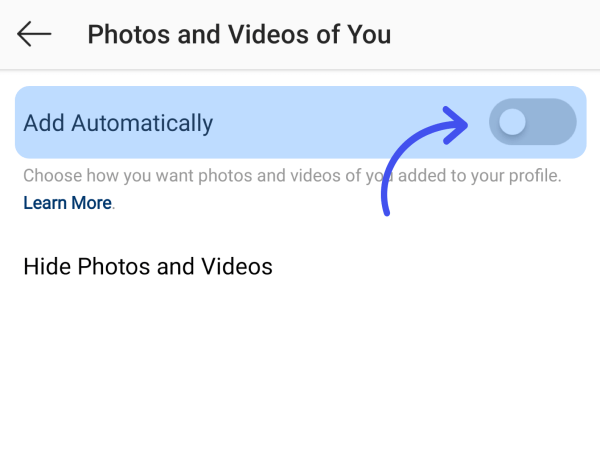 Photos and Videos of You
Add Automatically
Choose how you want photos and videos of you added to your profile.
Learn More.
Hide Photos and Videos